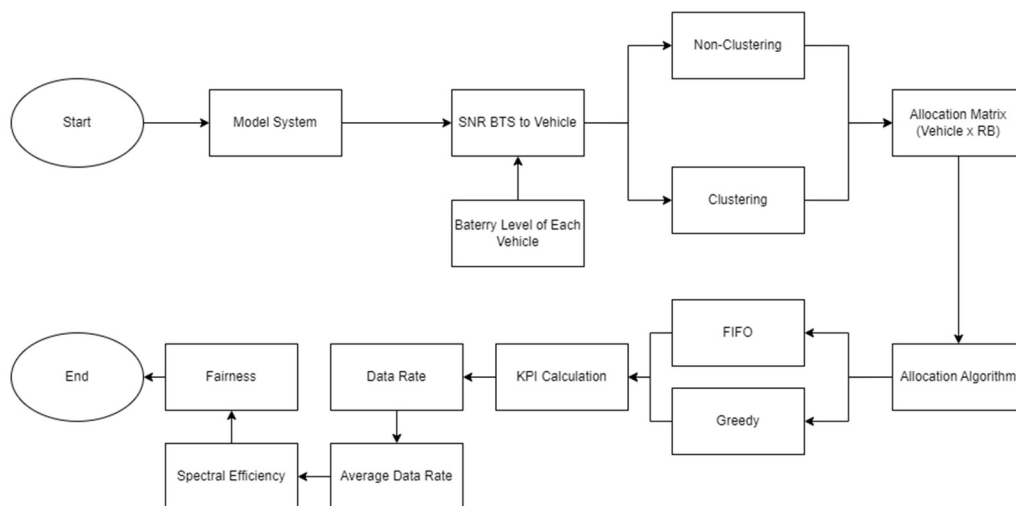 Start
Model System
SNR BTS to Vehicle
Baterry Level of Each
Vehicle
Non-Clustering
Clustering
Allocation Matrix
(Vehicle x RB)
Allocation Algorithm
FIFO
Greedy
KPI Calculation
Data Rate
Average Data Rate
Spectral Efficiency
Fairness
End